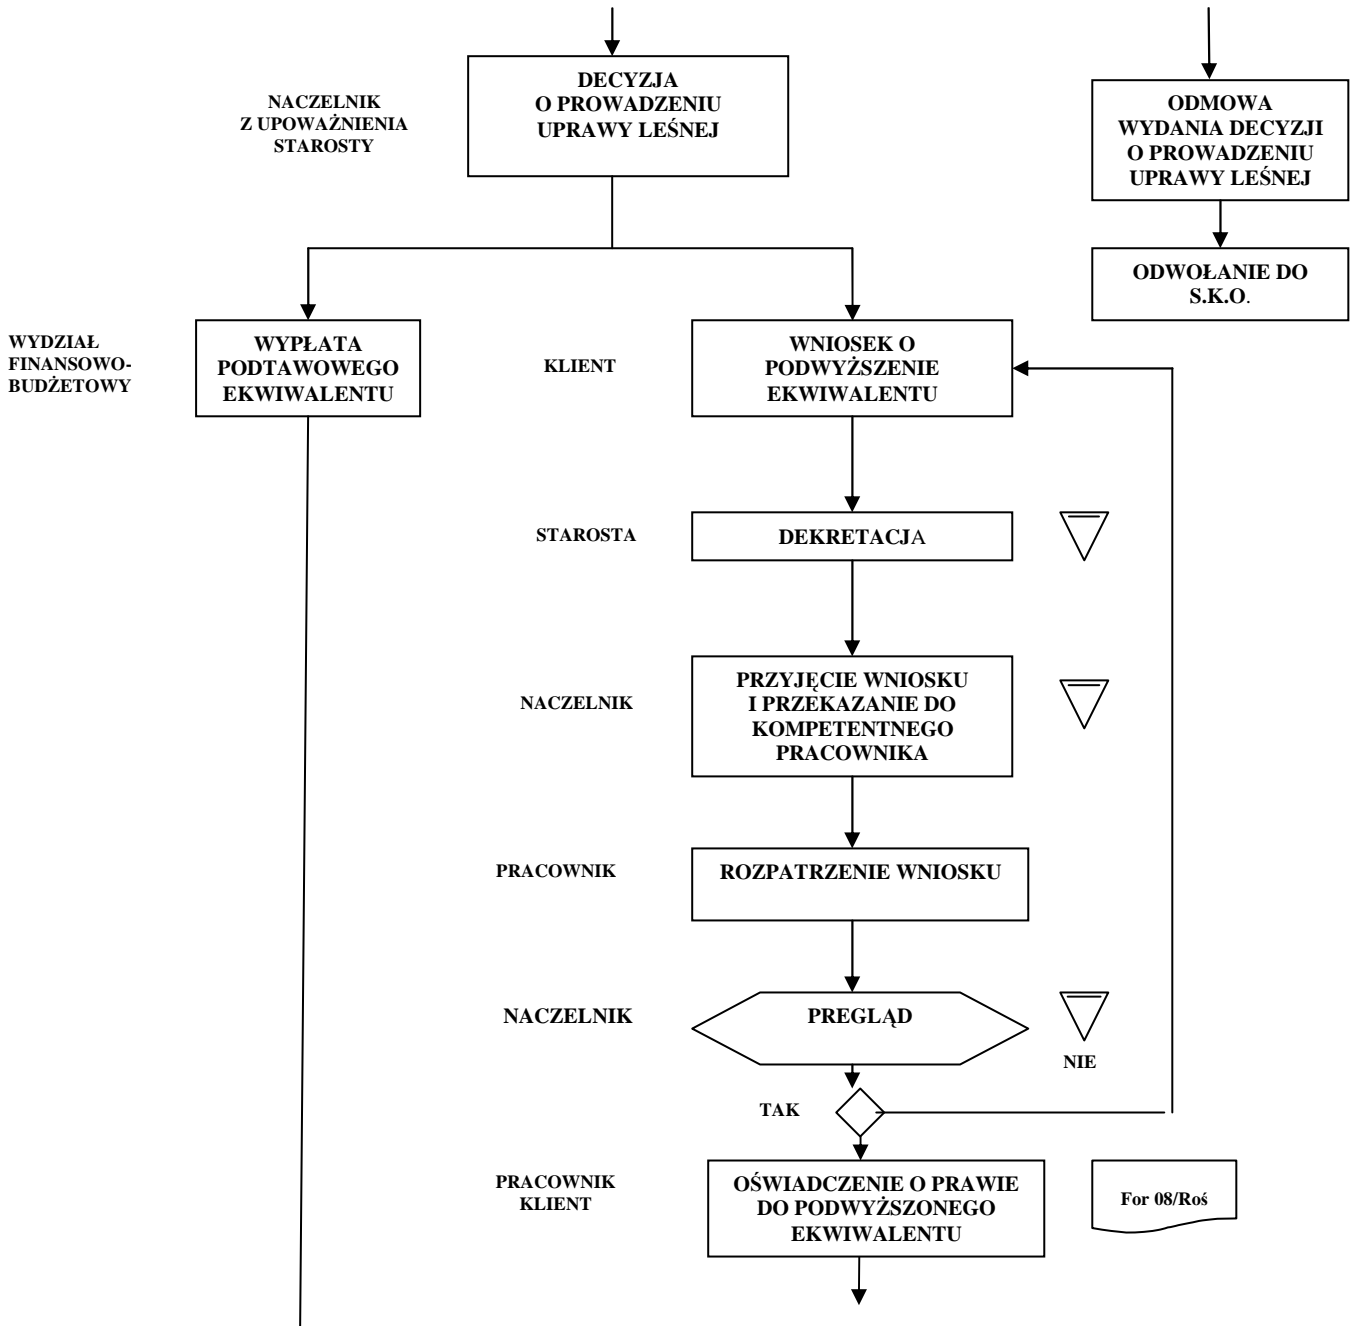 DECYZJA
O PROWADZENIU
UPRAWY LEŚNEJ
NACZELNIK
Z UPOWAŻNIENIA
STAROSTY
ODMOWA
WYDANIA DECYZJI
O PROWADZENIU
UPRAWY LEŚNEJ
ODWOŁANIE DO
S.K.O.
WYDZIAŁ
FINANSOWO-
BUDŻETOWY
WYPŁATA
PODTAWOWEGO
EKWIWALENTU
KLIENT
WNIOSEK O
PODWYŻSZENIE
EKWIWALENTU
STAROSTA
DEKRETACJA
NACZELNIK
PRZYJĘCIE WNIOSKU
I PRZEKAZANIE DO
KOMPETENTNEGO
PRACOWNIKA
PRACOWNIK
ROZPATRZENIE WNIOSKU
NACZELNIK
PREGLĄD
NIE
TAK
PRACOWNIK
KLIENT
OŚWIADCZENIE O PRAWIE
DO PODWYŻSZONEGO
EKWIWALENTU
For 08/Roś